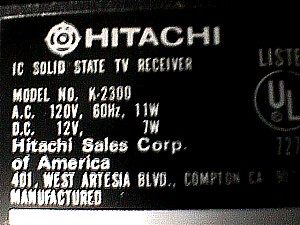 HITACHI
LISTE
IC SOLID STATE TV RECEIVER
MODEL NO. K-2300
A.C. 120V, 60Hz, 11W
D.C. 12V, 7W
UL
Hitachi Sales Corp.
of America
401, WEST ARTESIA BLVD., COMPTON CA
MANUFACTURED